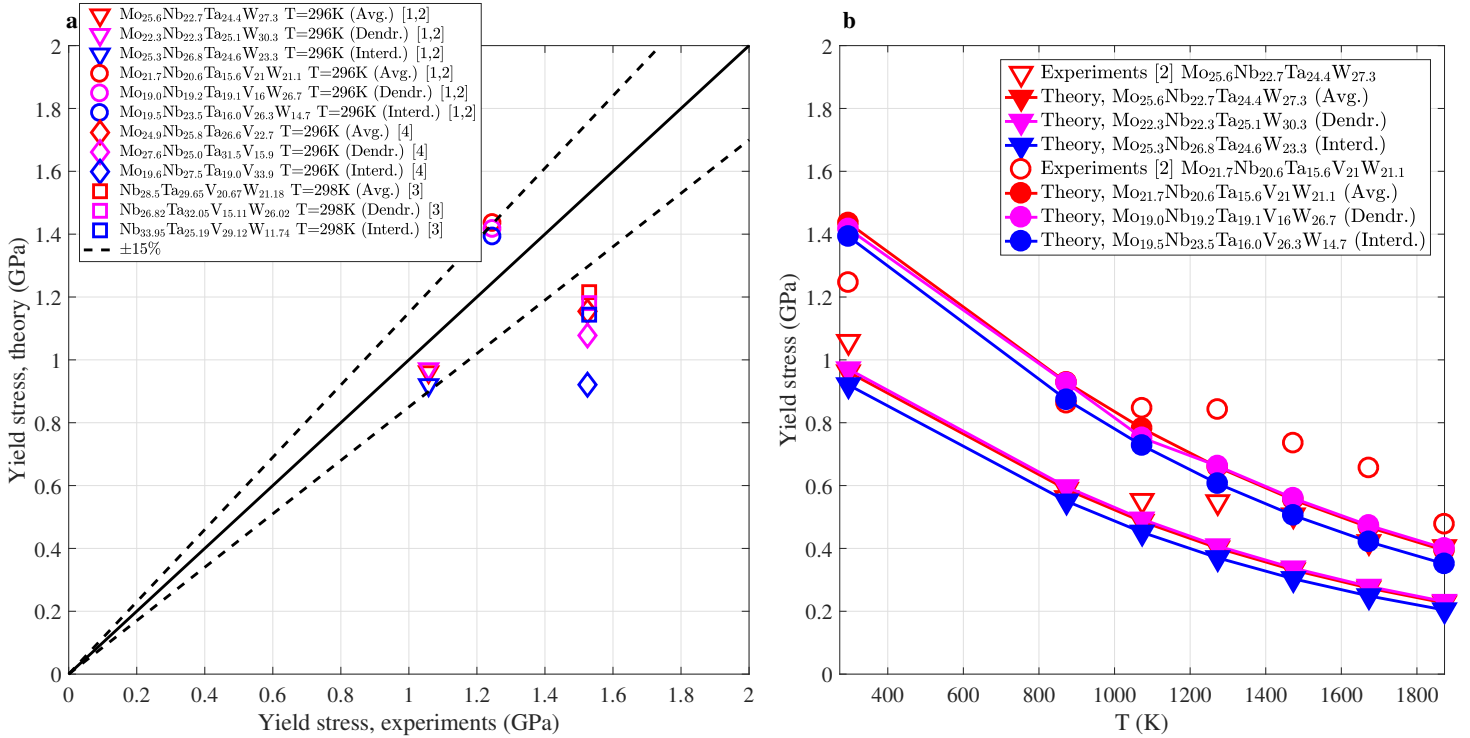 a
Mo25.6Nb22.7Ta24.4W27.3 T=296K (Avg.) [1,2]
Mo22.3Nb22.3Ta25.1W30.3 T=296K (Dendr.) [1,2]
Mo25.3Nb26.8Ta24.6W23.3 T=296K (Interd.) [1,2]
Mo21.7Nb20.6Ta15.6V21W21.1 T=296K (Avg.) [1,2]
Mo19.0Nb19.2Ta19.1V16W26.7 T=296K (Dendr.) [1,2]
Mo19.5Nb23.5Ta16.0V26.3W14.7 T=296K (Interd.) [1,2]
Mo24.9Nb25.8Ta26.6V22.7 T=296K (Avg.) [4]
Mo27.6Nb25.0Ta31.5V15.9 T=296K (Dendr.) [4]
Mo19.6Nb27.5Ta19.0V33.9 T=296K (Interd.) [4]
Nb28.5Ta29.65V20.67W21.18 T=298K (Avg.) [3]
Nb26.82Ta32.05V15.11W26.02 T=298K (Dendr.) [3]
Nb33.95Ta25.19V29.12W11.74 T=298K (Interd.) [3]
±15%
2
1.8
1.6
1.4
1.2
1
0.8
0.6
0.4
0.2
0
Yield stress, theory (GPa)
0 0.2 0.4 0.6 0.8 1 1.2 1.4 1.6 1.8 2
Yield stress, experiments (GPa)
b
Experiments [2] Mo25.6Nb22.7Ta24.4W27.3
Theory, Mo25.6Nb22.7Ta24.4W27.3 (Avg.)
Theory, Mo22.3Nb22.3Ta25.1W30.3 (Dendr.)
Theory, Mo25.3Nb26.8Ta24.6W23.3 (Interd.)
Experiments [2] Mo21.7Nb20.6Ta15.6V21W21.1
Theory, Mo21.7Nb20.6Ta15.6V21W21.1 (Avg.)
Theory, Mo19.0Nb19.2Ta19.1V16W26.7 (Dendr.)
Theory, Mo19.5Nb23.5Ta16.0V26.3W14.7 (Interd.)
2
1.8
1.6
1.4
1.2
1
0.8
0.6
0.4
0.2
0
Yield stress (GPa)
400 600 800 1000 1200 1400 1600 1800
T (K)